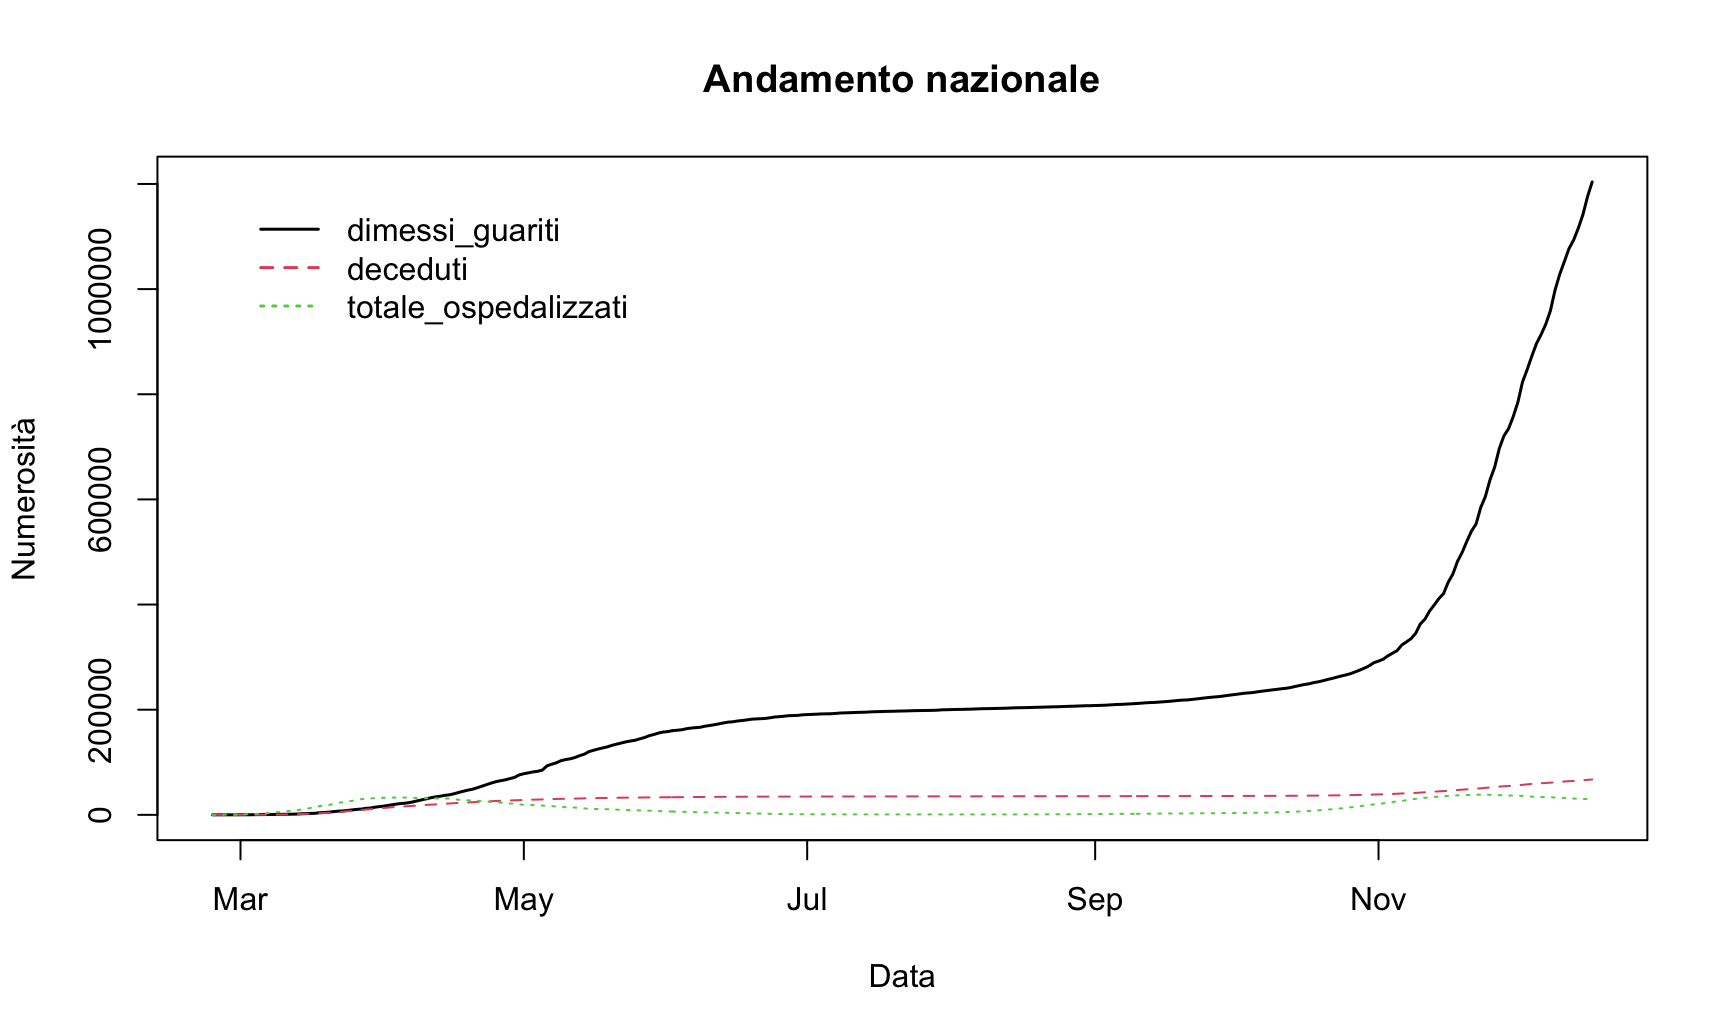 Andamento nazionale
dimessi_guariti
deceduti
totale_ospedalizzati
Numerosità
1000000
600000
200000
0
Mar May Jul Sep Nov
Data